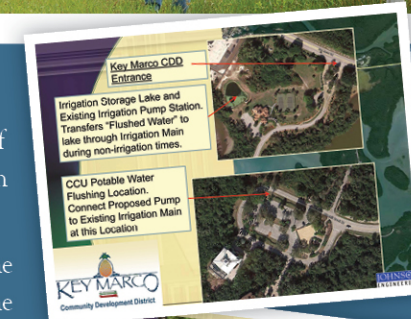 Key Marco CDD
Entrance
Irrigation Storage Lake and
Existing Irrigation Pump Station.
Transfers "Flushed Water" to
lake through Irrigation Main
during non-irrigation times.
CCU Potable Water
Flushing Location.
Connect Proposed Pump
to Existing Irrigation Main
at this Location
KEY MARCO
Community Development District
ENGINEER